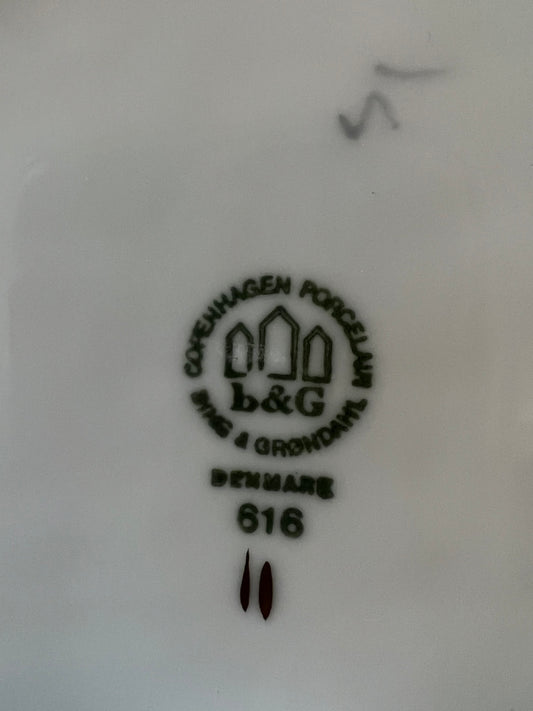 COPENHAGEN PORCELAIN
b&G
BING & GRØNDAHL
DENMARK
616